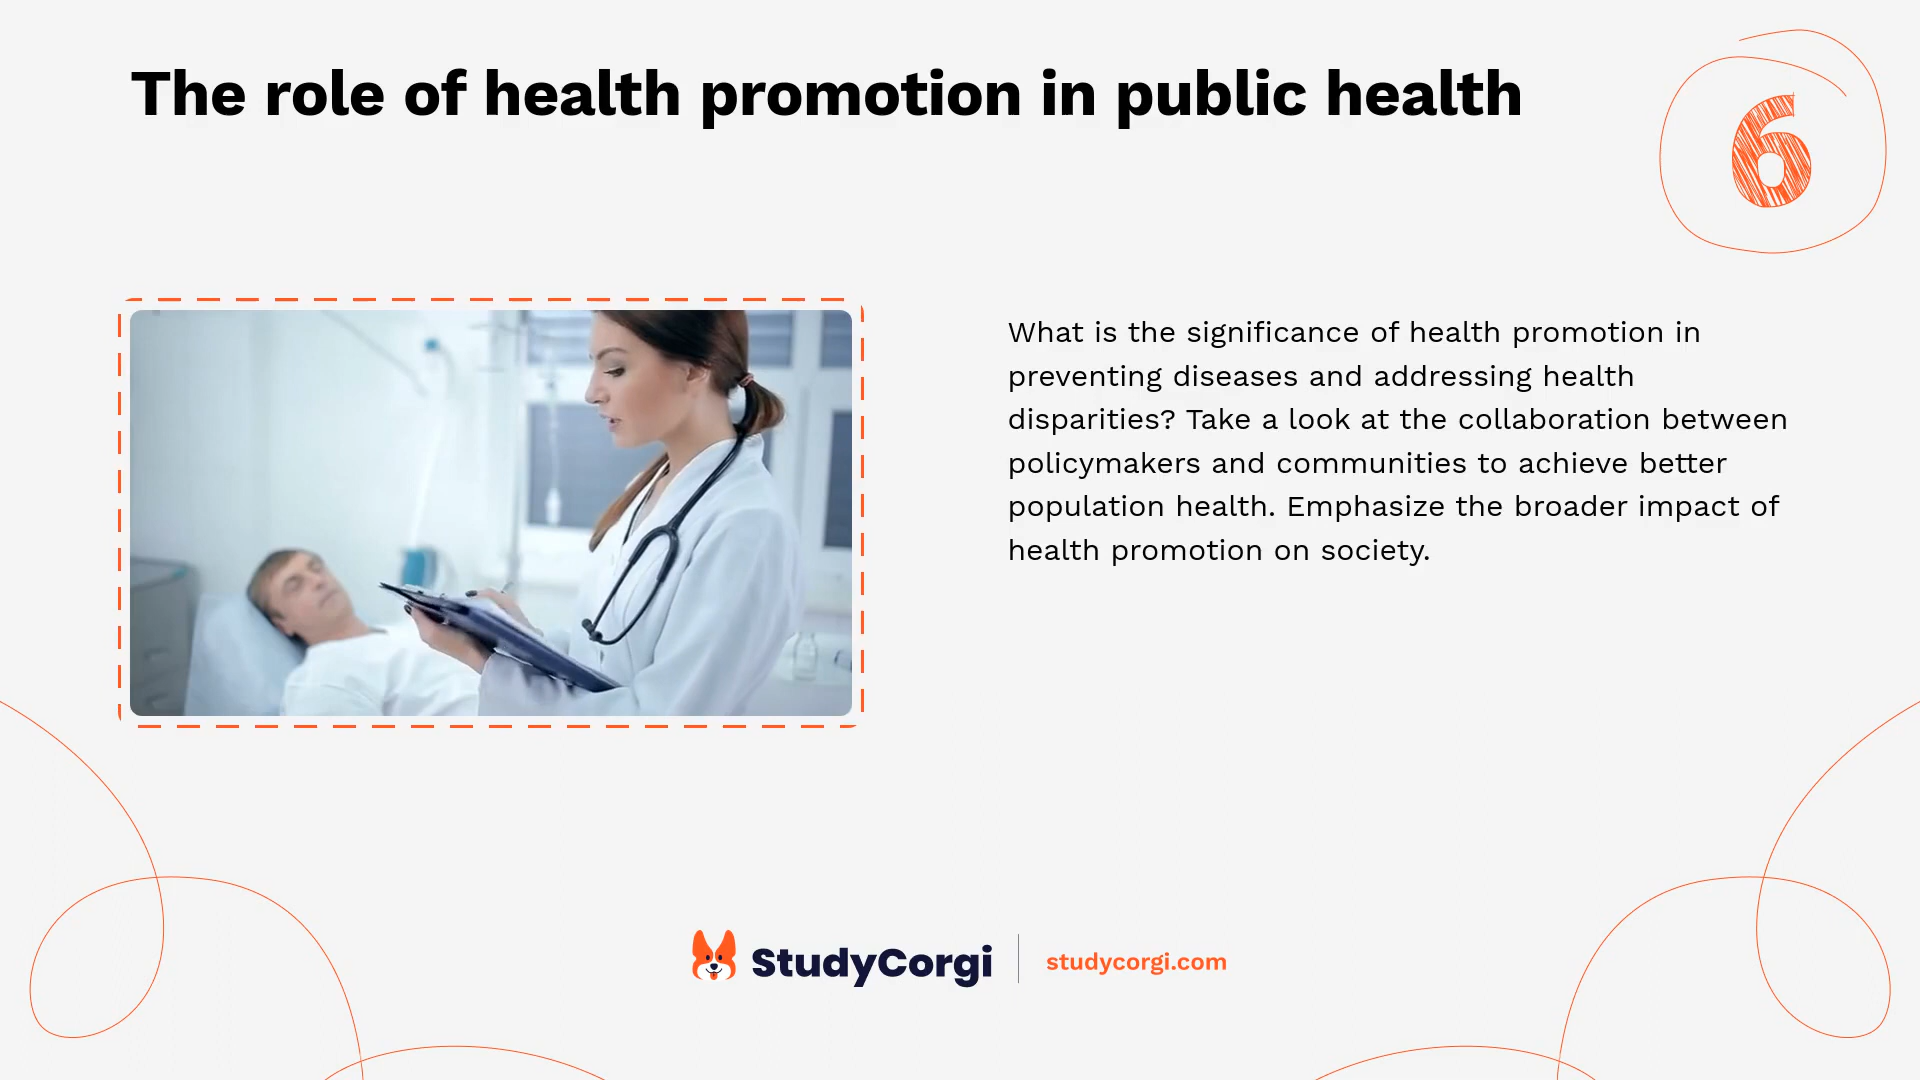 The role of health promotion in public health
6
What is the significance of health promotion in
preventing diseases and addressing health
disparities? Take a look at the collaboration between
policymakers and communities to achieve better
population health. Emphasize the broader impact of
health promotion on society.
StudyCorgi
studycorgi.com